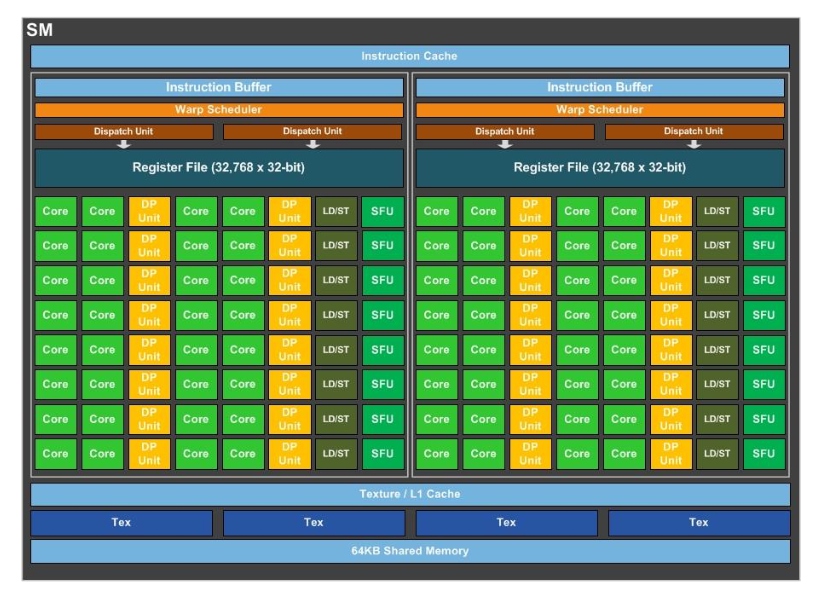 SM
Instruction Cache
Instruction Buffer Instruction Buffer
Warp Scheduler Warp Scheduler
Dispatch Unit Dispatch Unit Dispatch Unit Dispatch Unit
Register File (32,768 x 32-bit) Register File (32,768 x 32-bit)
Core Core DP Unit Core Core DP Unit LD/ST SFU Core Core DP Unit Core Core DP Unit LD/ST SFU
Core Core DP Unit Core Core DP Unit LD/ST SFU Core Core DP Unit Core Core DP Unit LD/ST SFU
Core Core DP Unit Core Core DP Unit LD/ST SFU Core Core DP Unit Core Core DP Unit LD/ST SFU
Core Core DP Unit Core Core DP Unit LD/ST SFU Core Core DP Unit Core Core DP Unit LD/ST SFU
Core Core DP Unit Core Core DP Unit LD/ST SFU Core Core DP Unit Core Core DP Unit LD/ST SFU
Core Core DP Unit Core Core DP Unit LD/ST SFU Core Core DP Unit Core Core DP Unit LD/ST SFU
Core Core DP Unit Core Core DP Unit LD/ST SFU Core Core DP Unit Core Core DP Unit LD/ST SFU
Core Core DP Unit Core Core DP Unit LD/ST SFU Core Core DP Unit Core Core DP Unit LD/ST SFU
Texture / L1 Cache
Tex Tex Tex Tex
64KB Shared Memory